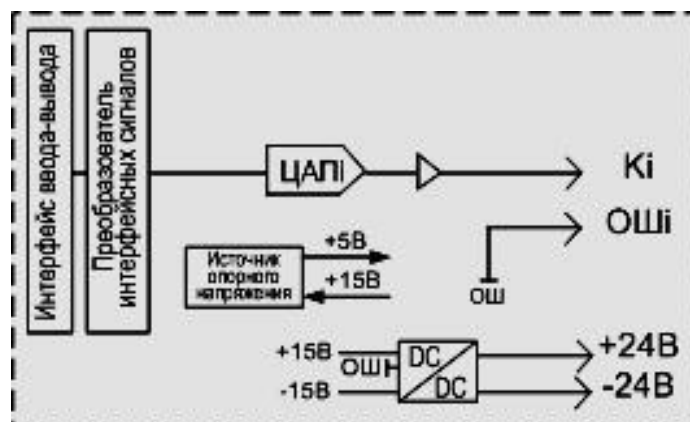 Интерфейс ввода-вывода
Преобразователь
интерфейсных сигналов
ЦАПi
Кi
ОШi
Источник
опорного
напряжения
+5В
+15В
ОШ
+15В
ОШ
-15В
DC
DC
+24В
-24В